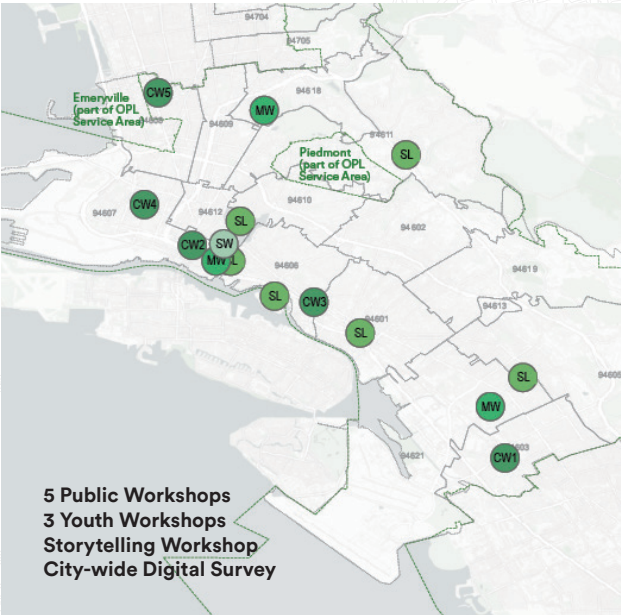 94704
94705
CW5
94618
Emeryville
(part of OPL
Service Area)
94608
MW
94609
94611
SL
Piedmont
(part of OPL
Service Area)
CW4
94607
94612
SL
94610
94602
CW2
SW
MW
SL
94606
94619
SL
CW3
94601
94613
SL
SL
94605
MW
CW1
94603
94621
5 Public Workshops
3 Youth Workshops
Storytelling Workshop
City-wide Digital Survey